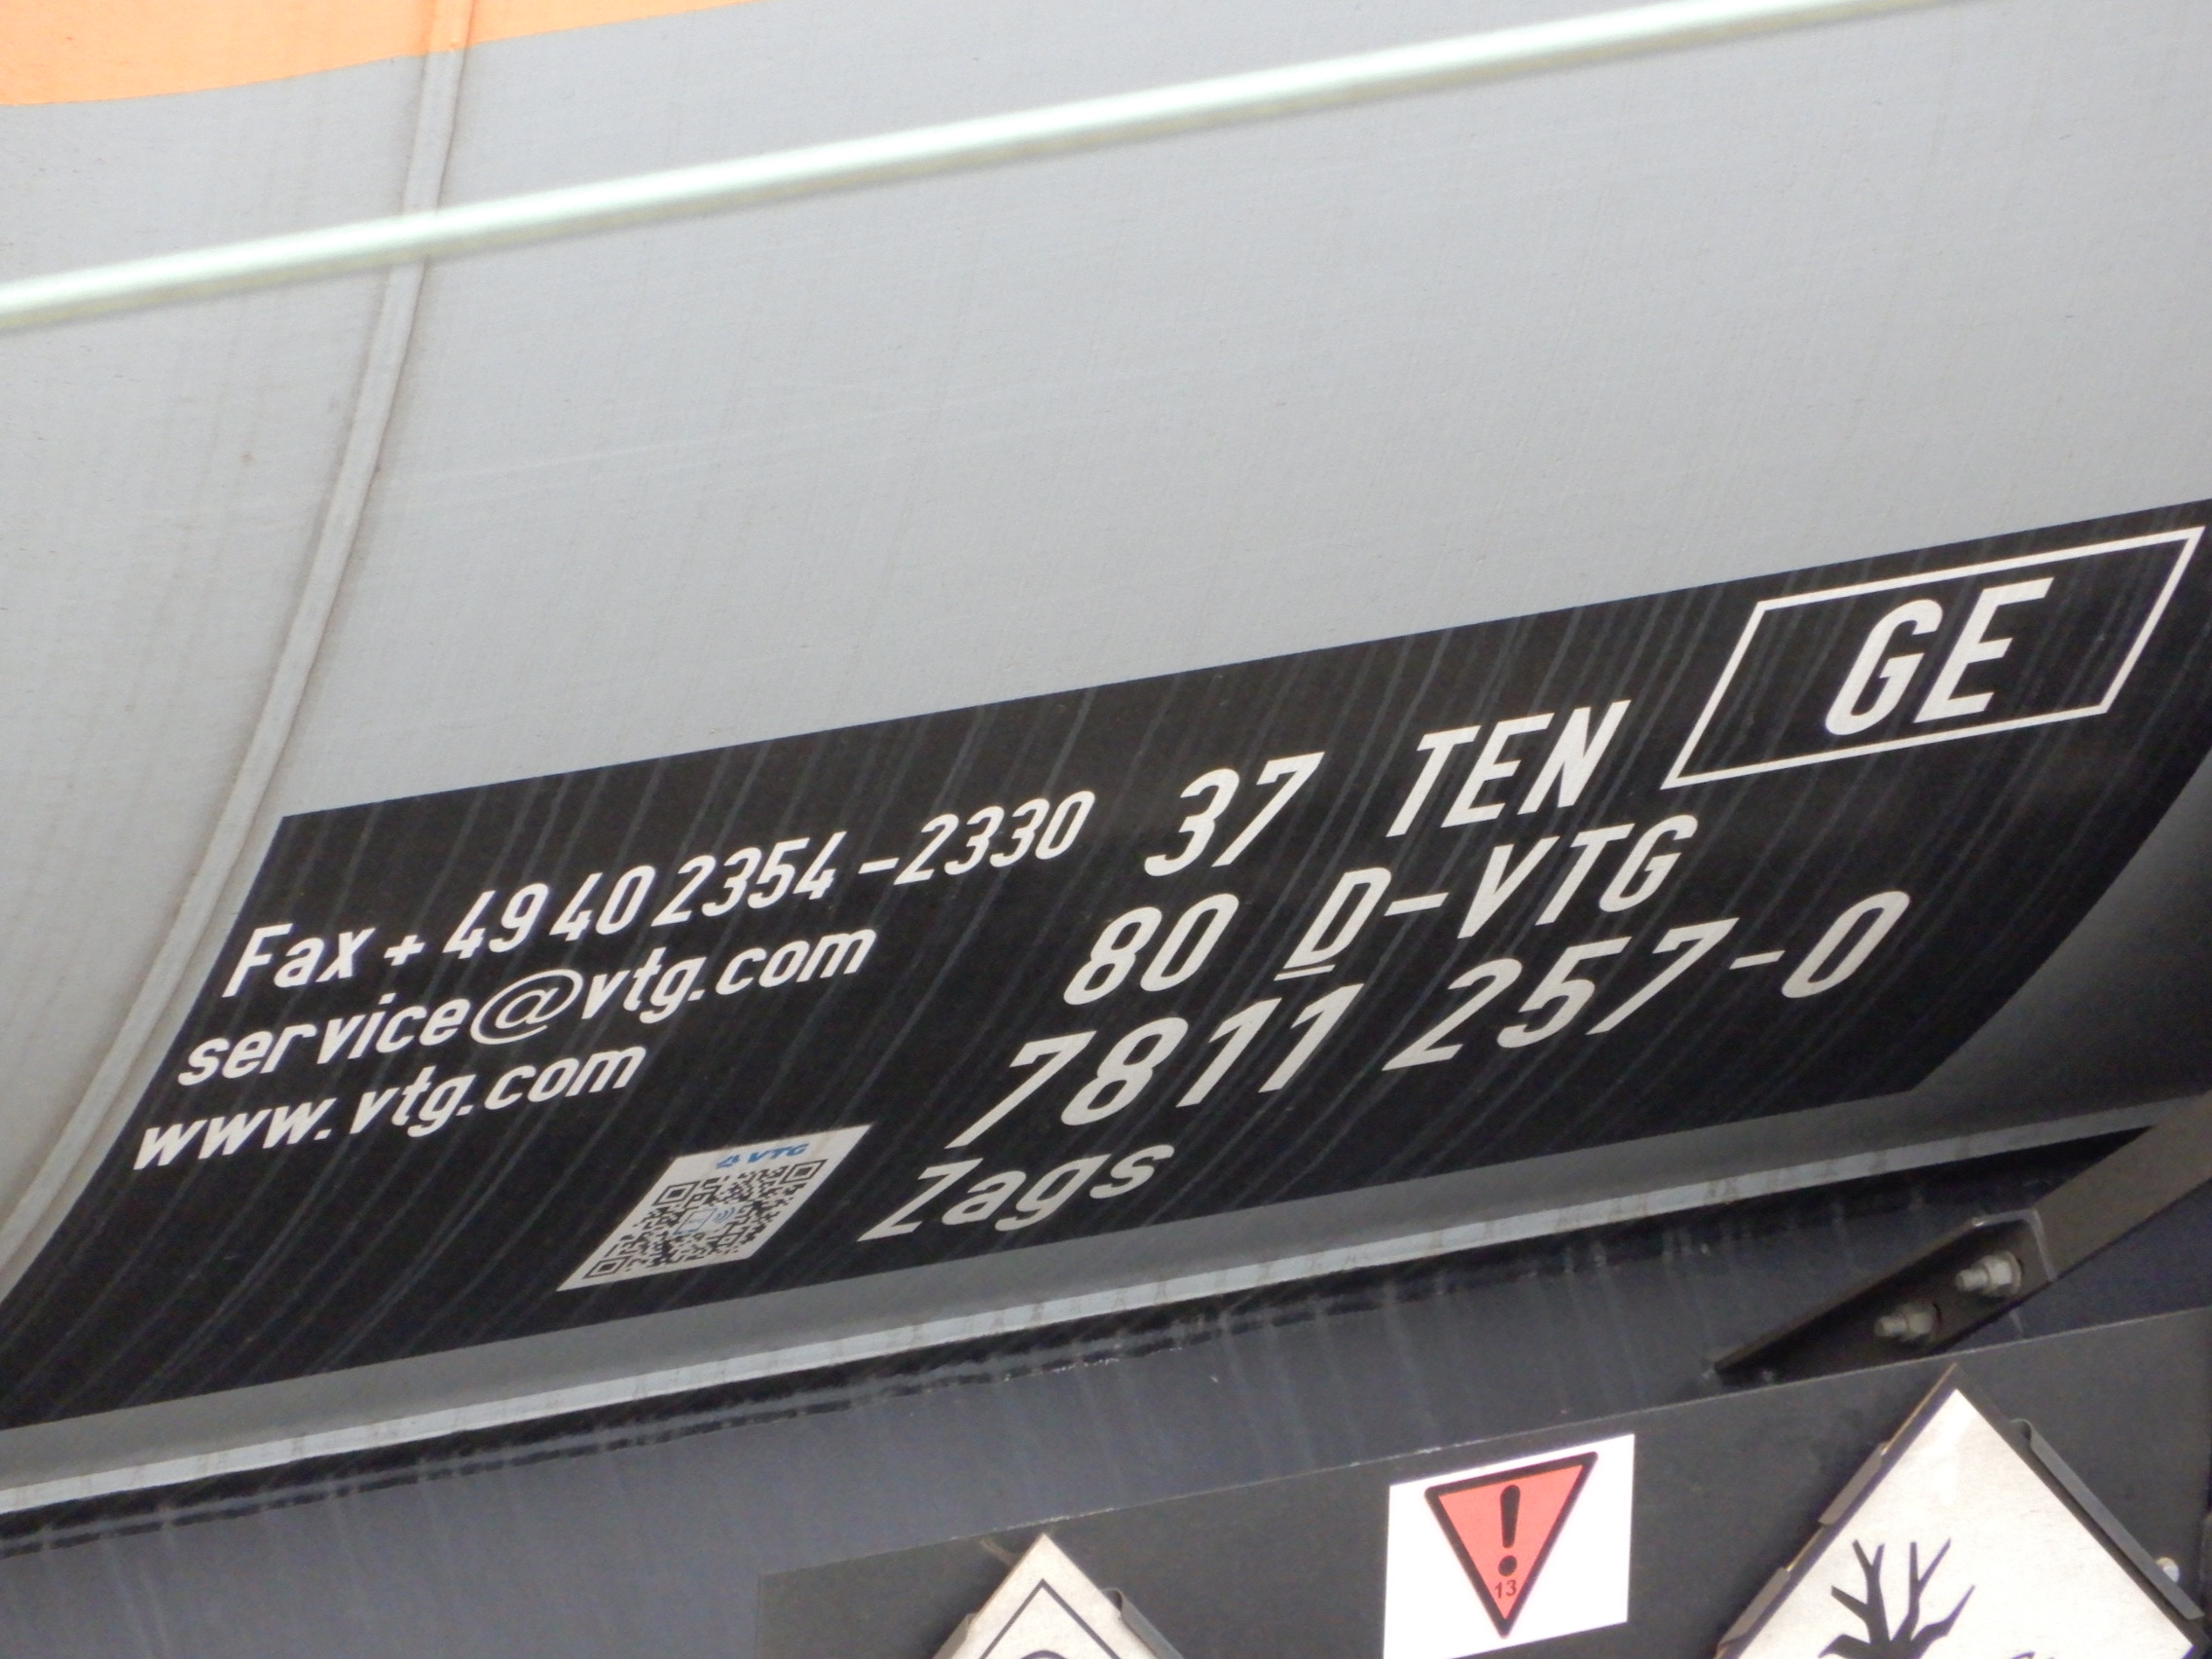 Fax + 49 40 2354 -2330
service@vtg.com
www.vtg.com
VTG
37 TEN
GE
80 D-VTG
7811 257-0
Zags
13